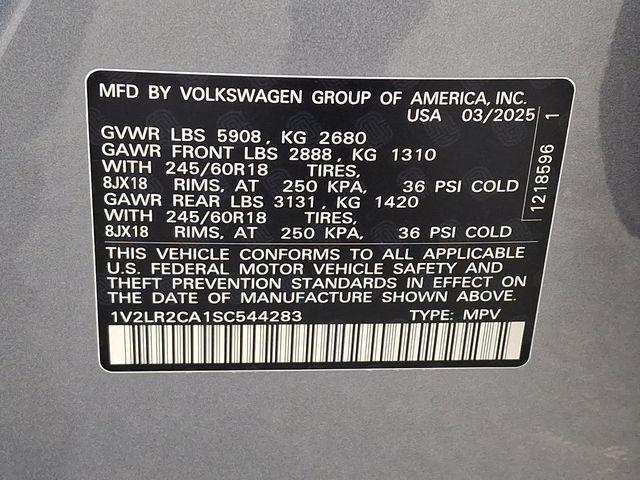 MFD BY VOLKSWAGEN GROUP OF AMERICA, INC.
USA 03/2025
GVWR LBS 5908, KG 2680
GAWR FRONT LBS 2888, KG 1310
WITH 245/60R18 TIRES,
8JX18 RIMS, AT 250 KPA, 36 PSI COLD
GAWR REAR LBS 3131, KG 1420
WITH 245/60R18 TIRES,
8JX18 RIMS, AT 250 KPA, 36 PSI COLD
THIS VEHICLE CONFORMS TO ALL APPLICABLE
U.S. FEDERAL MOTOR VEHICLE SAFETY AND
THEFT PREVENTION STANDARDS IN EFFECT ON
THE DATE OF MANUFACTURE SHOWN ABOVE.
1V2LR2CA1SC544283 TYPE: MPV
1218596 1